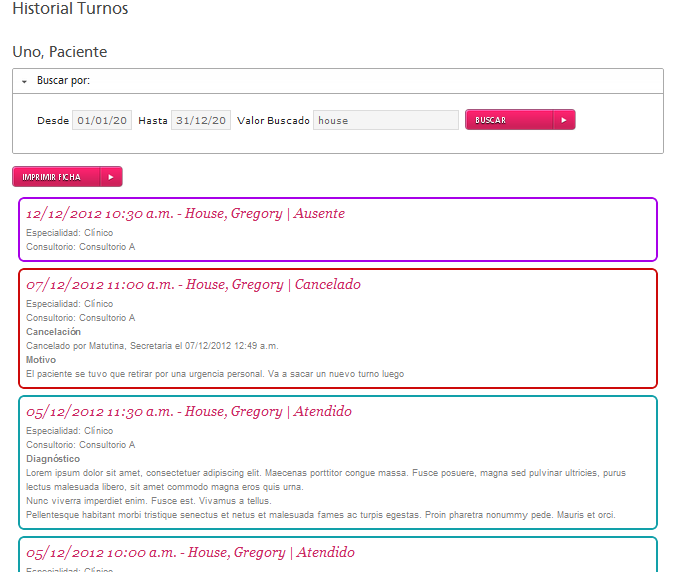 Historial Turnos
Uno, Paciente
Buscar por:
Desde 01/01/20 Hasta 31/12/20 Valor Buscado house BUSCAR
IMPRIMIR FICHA
12/12/2012 10:30 a.m. - House, Gregory | Ausente
Especialidad: Clínico
Consultorio: Consultorio A
07/12/2012 11:00 a.m. - House, Gregory | Cancelado
Especialidad: Clínico
Consultorio: Consultorio A
Cancelación
Cancelado por Matutina, Secretaria el 07/12/2012 12:49 a.m.
Motivo
El paciente se tuvo que retirar por una urgencia personal. Va a sacar un nuevo turno luego
05/12/2012 11:30 a.m. - House, Gregory | Atendido
Especialidad: Clínico
Consultorio: Consultorio A
Diagnóstico
Lorem ipsum dolor sit amet, consectetuer adipiscing elit. Maecenas porttitor congue massa. Fusce posuere, magna sed pulvinar ultricies, purus
lectus malesuada libero, sit amet commodo magna eros quis urna.
Nunc viverra imperdiet enim. Fusce est. Vivamus a tellus.
Pellentesque habitant morbi tristique senectus et netus et malesuada fames ac turpis egestas. Proin pharetra nonummy pede. Mauris et orci.
05/12/2012 10:00 a.m. - House, Gregory | Atendido
Especialidad: Clínico